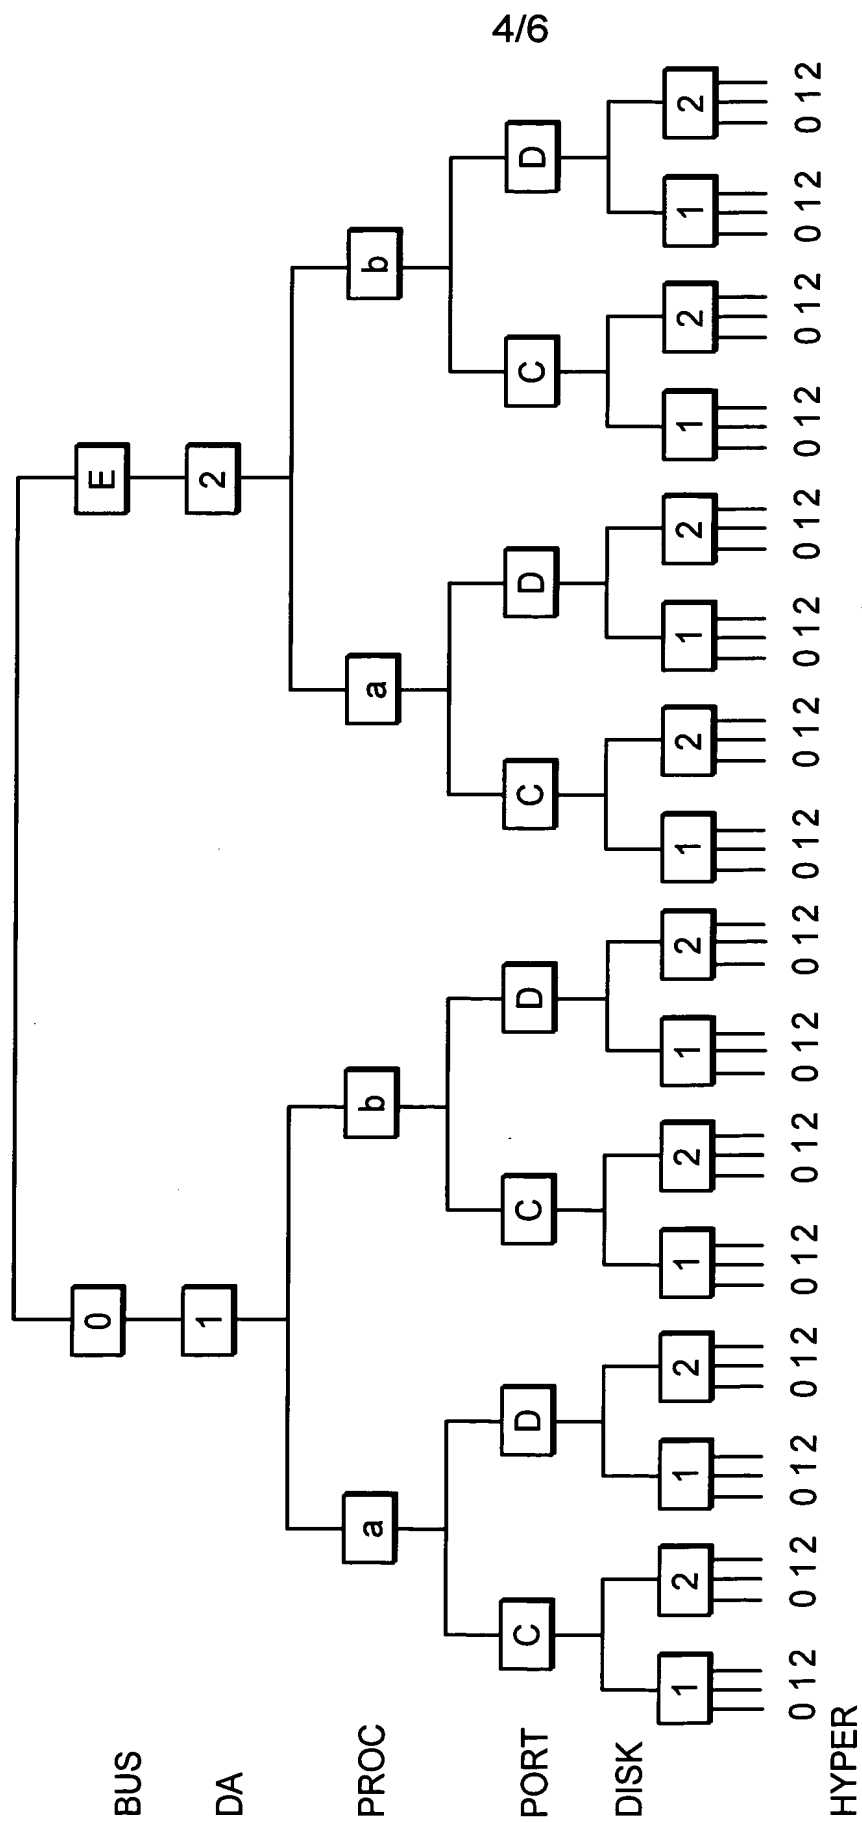 4/6
BUS 0 E
DA 1 2
PROC a b a b
PORT C D C D C D C D
DISK 1 2 1 2 1 2 1 2 1 2 1 2 1 2 1 2
HYPER 0 1 2 0 1 2 0 1 2 0 1 2 0 1 2 0 1 2 0 1 2 0 1 2 0 1 2 0 1 2 0 1 2 0 1 2 0 1 2 0 1 2 0 1 2 0 1 2